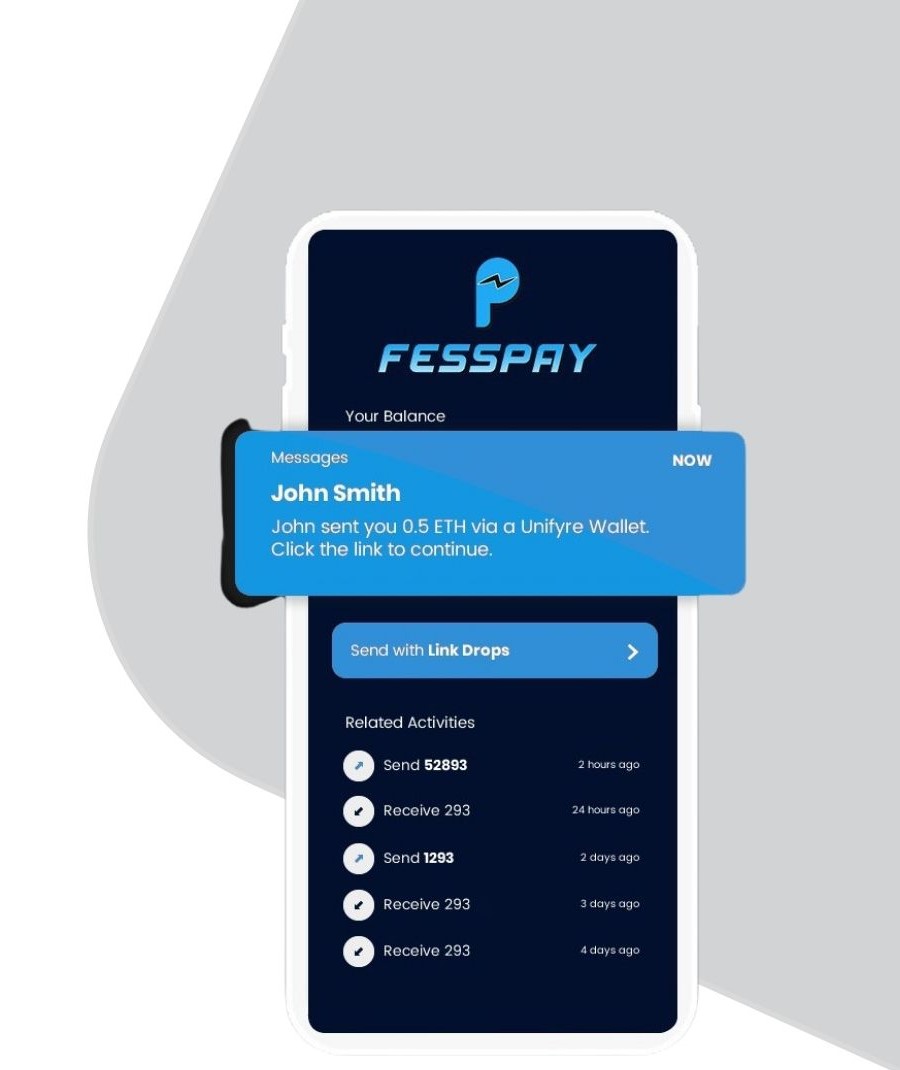 FESSPAY
Your Balance
Messages NOW
John Smith
John sent you 0.5 ETH via a Unifyre Wallet.
Click the link to continue.
Send with Link Drops
Related Activities
Send 52893 2 hours ago
Receive 293 24 hours ago
Send 1293 2 days ago
Receive 293 3 days ago
Receive 293 4 days ago